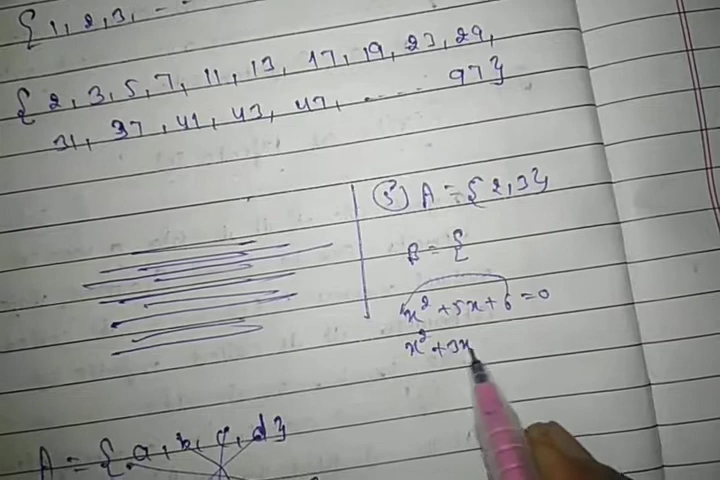 {1, 2, 3, - -
{ 2, 3, 5, 7, 11, 13, 17, 19, 23, 29,
31, 37, 41, 43, 47, ..... 97}
(5) A = {2, 3}
B = {
x² + 5x + 6 = 0
x² + 3x
A = {a, b, c, d}